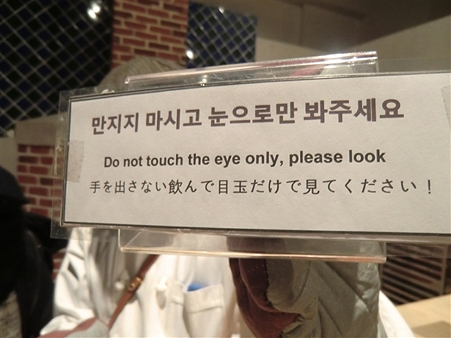 만지지 마시고 눈으로만 봐주세요
Do not touch the eye only, please look
手を出さない飲んで目玉だけで見てください！